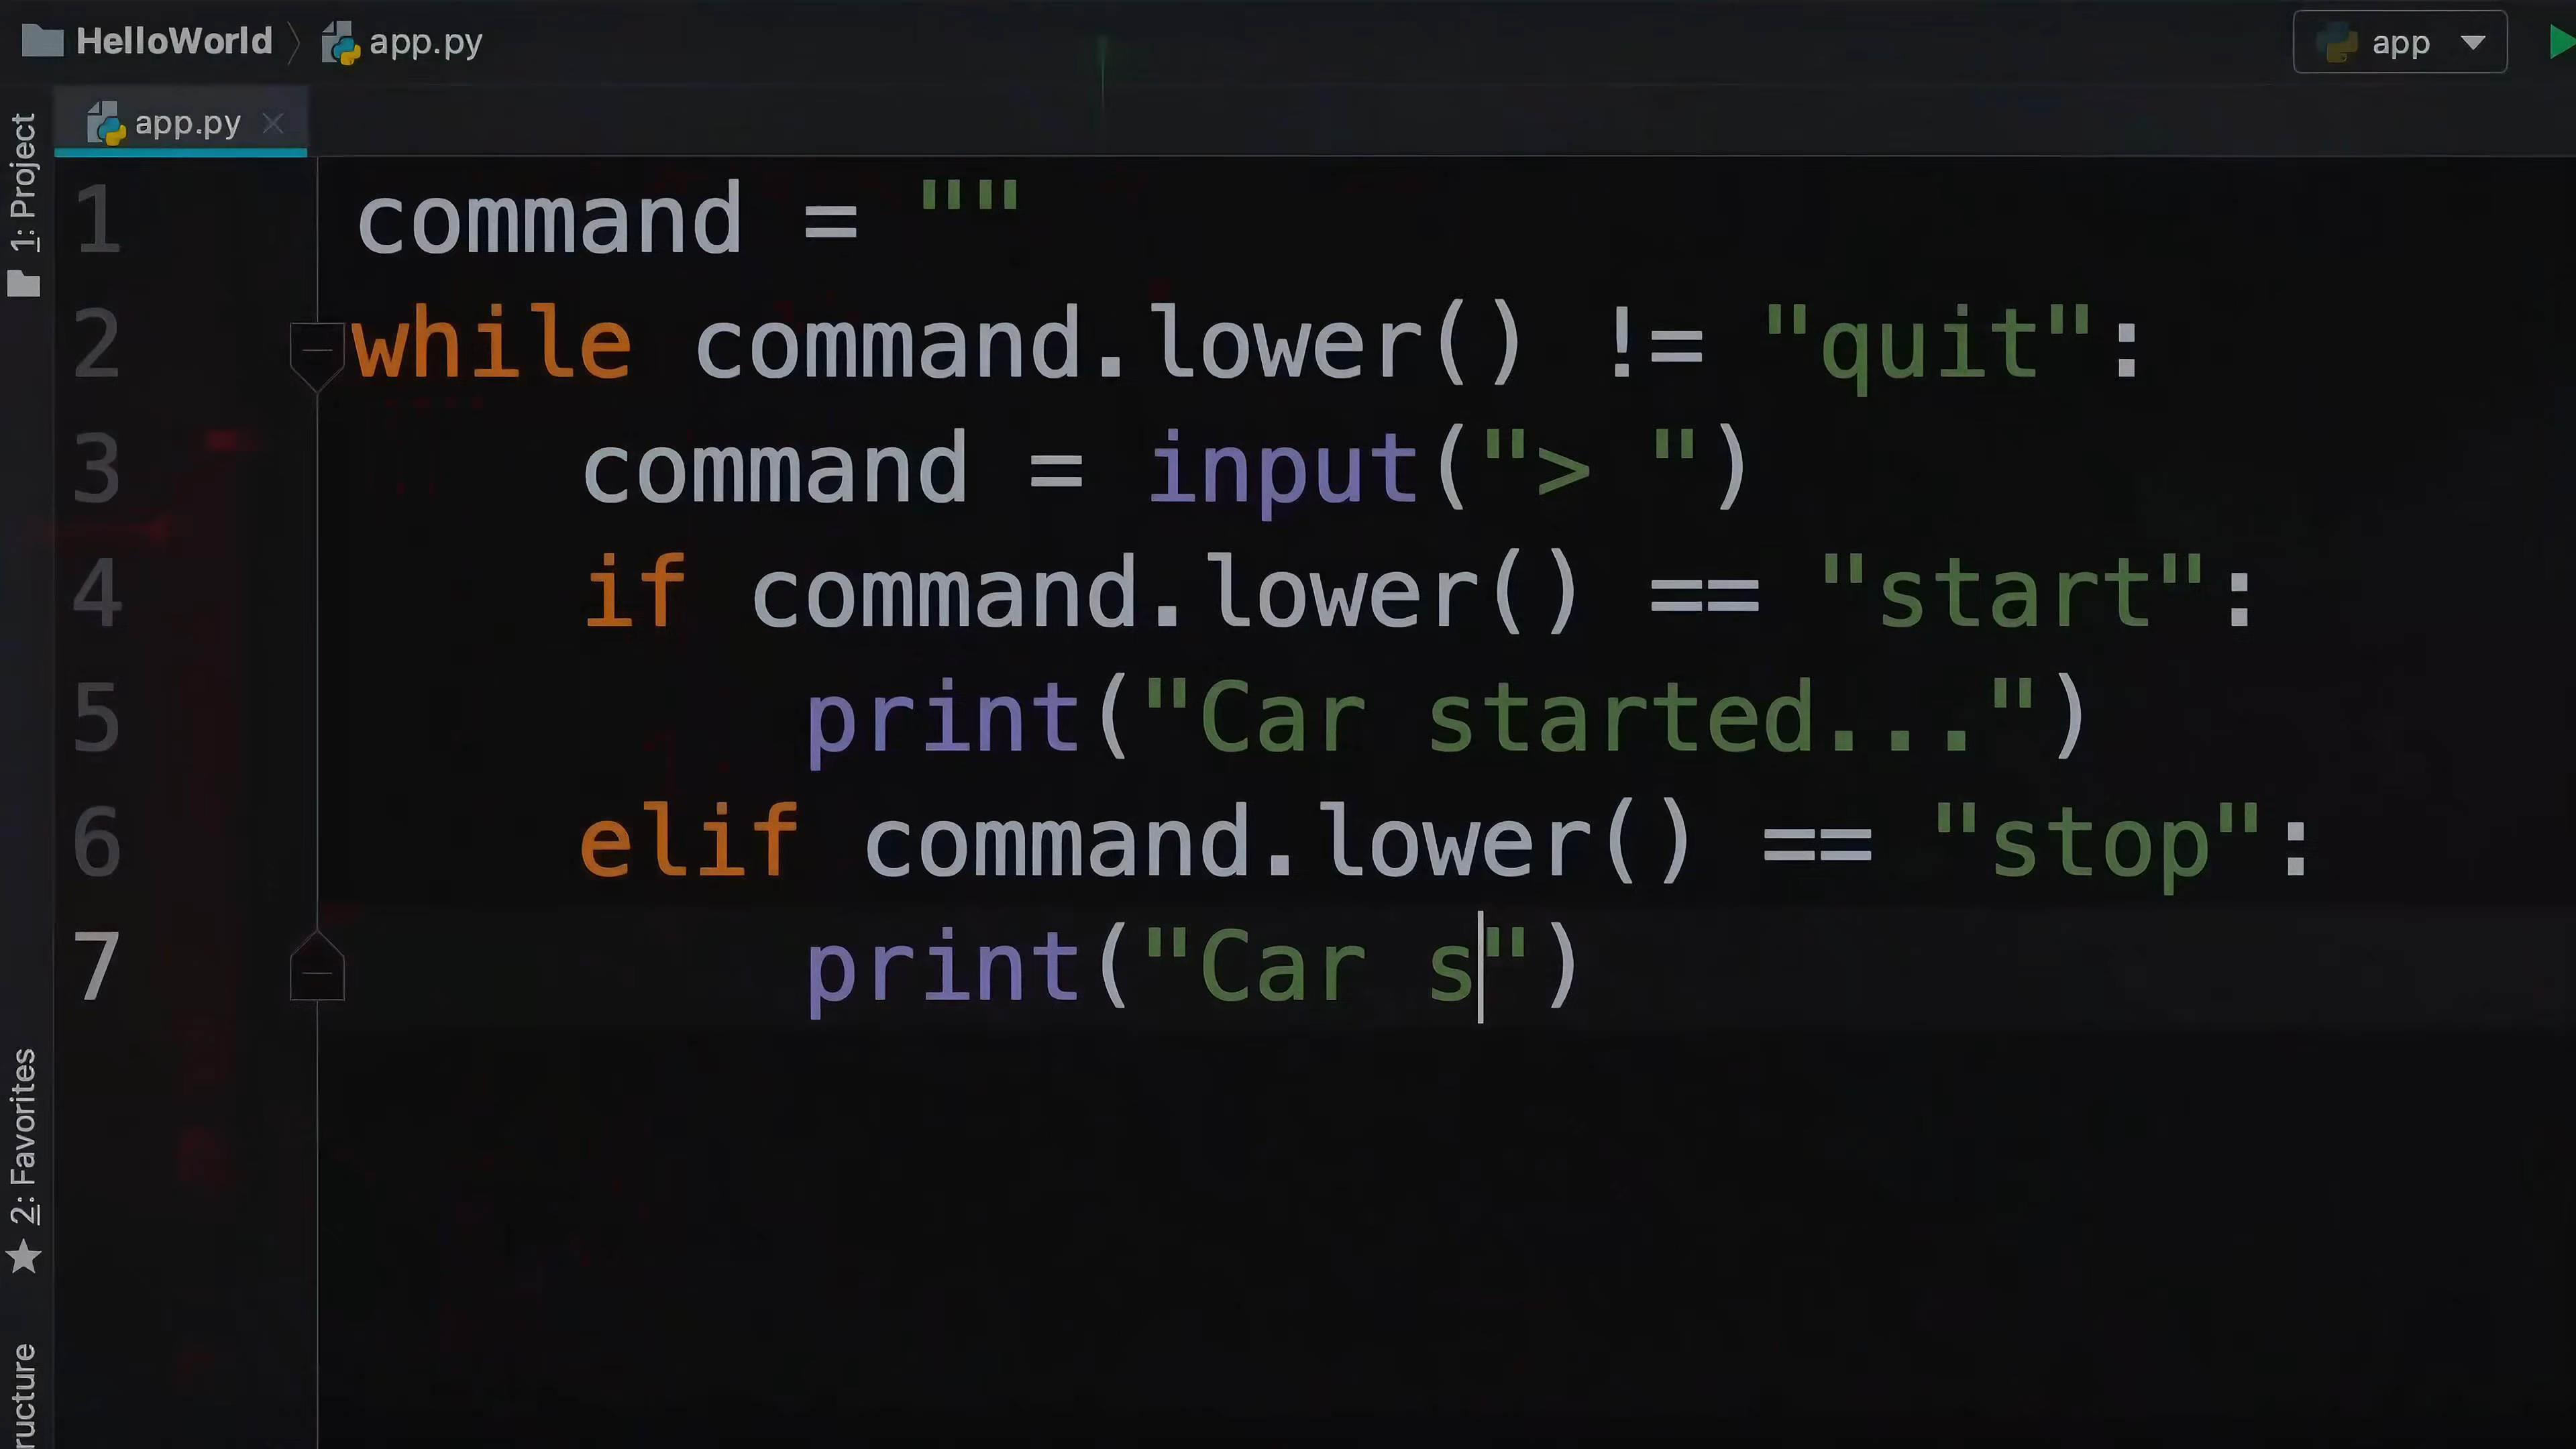 HelloWorld app.py
app
app.py
1: Project
1 command = ""
2 while command.lower() != "quit":
3     command = input("> ")
4     if command.lower() == "start":
5         print("Car started...")
6     elif command.lower() == "stop":
7         print("Car s")
2: Favorites
ructure